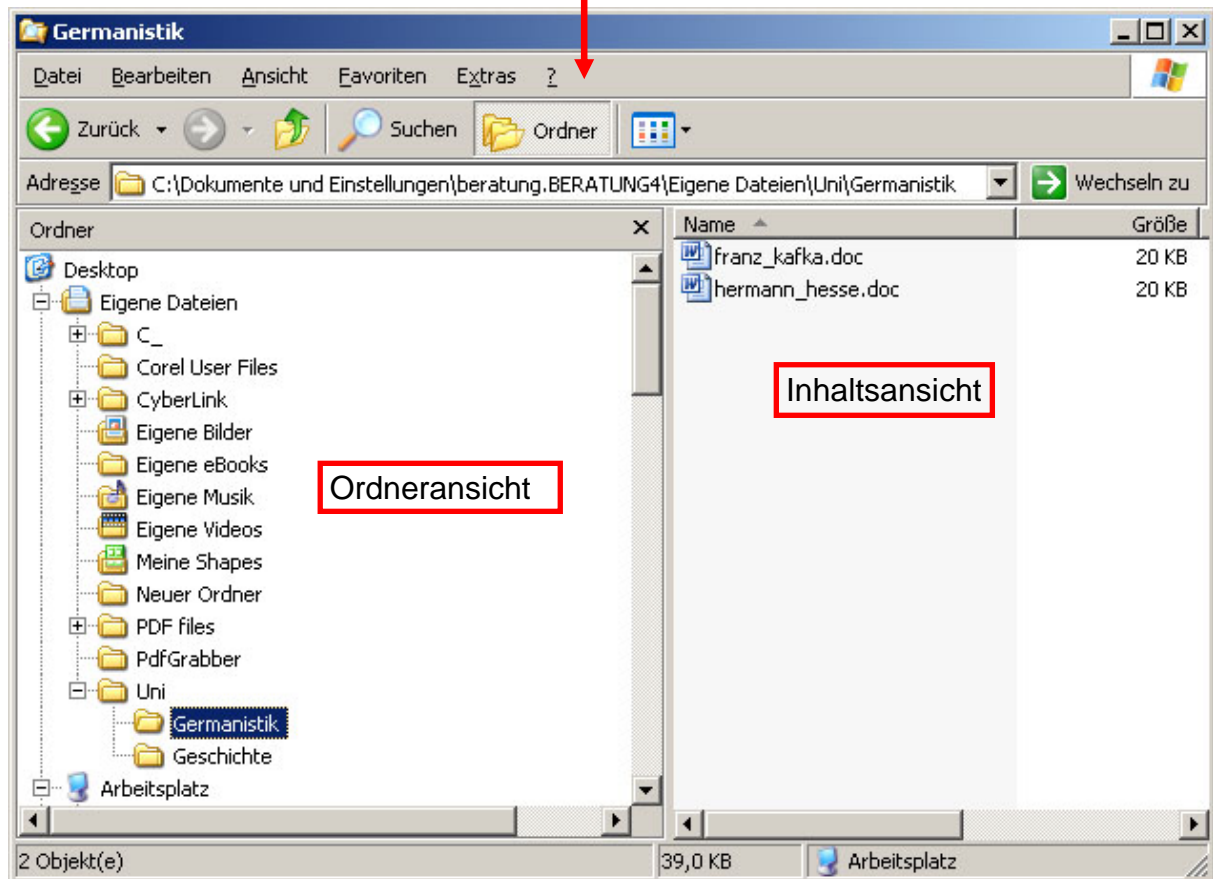 Germanistik
Datei Bearbeiten Ansicht Favoriten Extras ?
Zurück Suchen Ordner
Adresse C:\Dokumente und Einstellungen\beratung.BERATUNG4\Eigene Dateien\Uni\Germanistik Wechseln zu
Ordner x Name Größe
Desktop
Eigene Dateien
C_
Corel User Files
CyberLink
Eigene Bilder
Eigene eBooks
Eigene Musik
Eigene Videos
Meine Shapes
Neuer Ordner
PDF files
PdfGrabber
Uni
Germanistik
Geschichte
Arbeitsplatz
Ordneransicht
franz_kafka.doc 20 KB
hermann_hesse.doc 20 KB
Inhaltsansicht
2 Objekt(e) 39,0 KB Arbeitsplatz